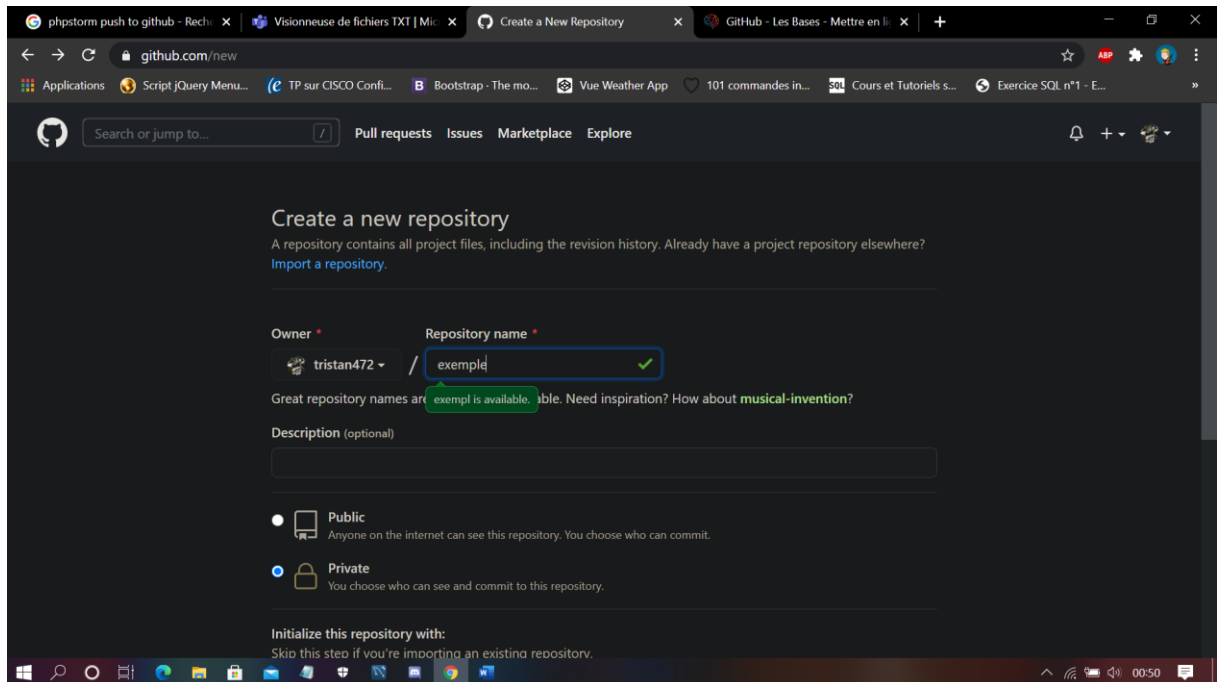 phpstorm push to github - Reche
Visionneuse de fichiers TXT | Mic
Create a New Repository
GitHub - Les Bases - Mettre en li
github.com/new
ABP
Applications
Script jQuery Menu...
TP sur CISCO Confi...
Bootstrap · The mo...
Vue Weather App
101 commandes in...
Cours et Tutoriels s...
Exercice SQL n°1 - E...
»
Search or jump to...
/
Pull requests Issues Marketplace Explore
Create a new repository
A repository contains all project files, including the revision history. Already have a project repository elsewhere?
Import a repository.
Owner * Repository name *
tristan472 / exemple
Great repository names are
exempl is available.
ble. Need inspiration? How about musical-invention?
Description (optional)
Public
Anyone on the internet can see this repository. You choose who can commit.
Private
You choose who can see and commit to this repository.
Initialize this repository with:
Skip this step if you're importing an existing repository.
00:50